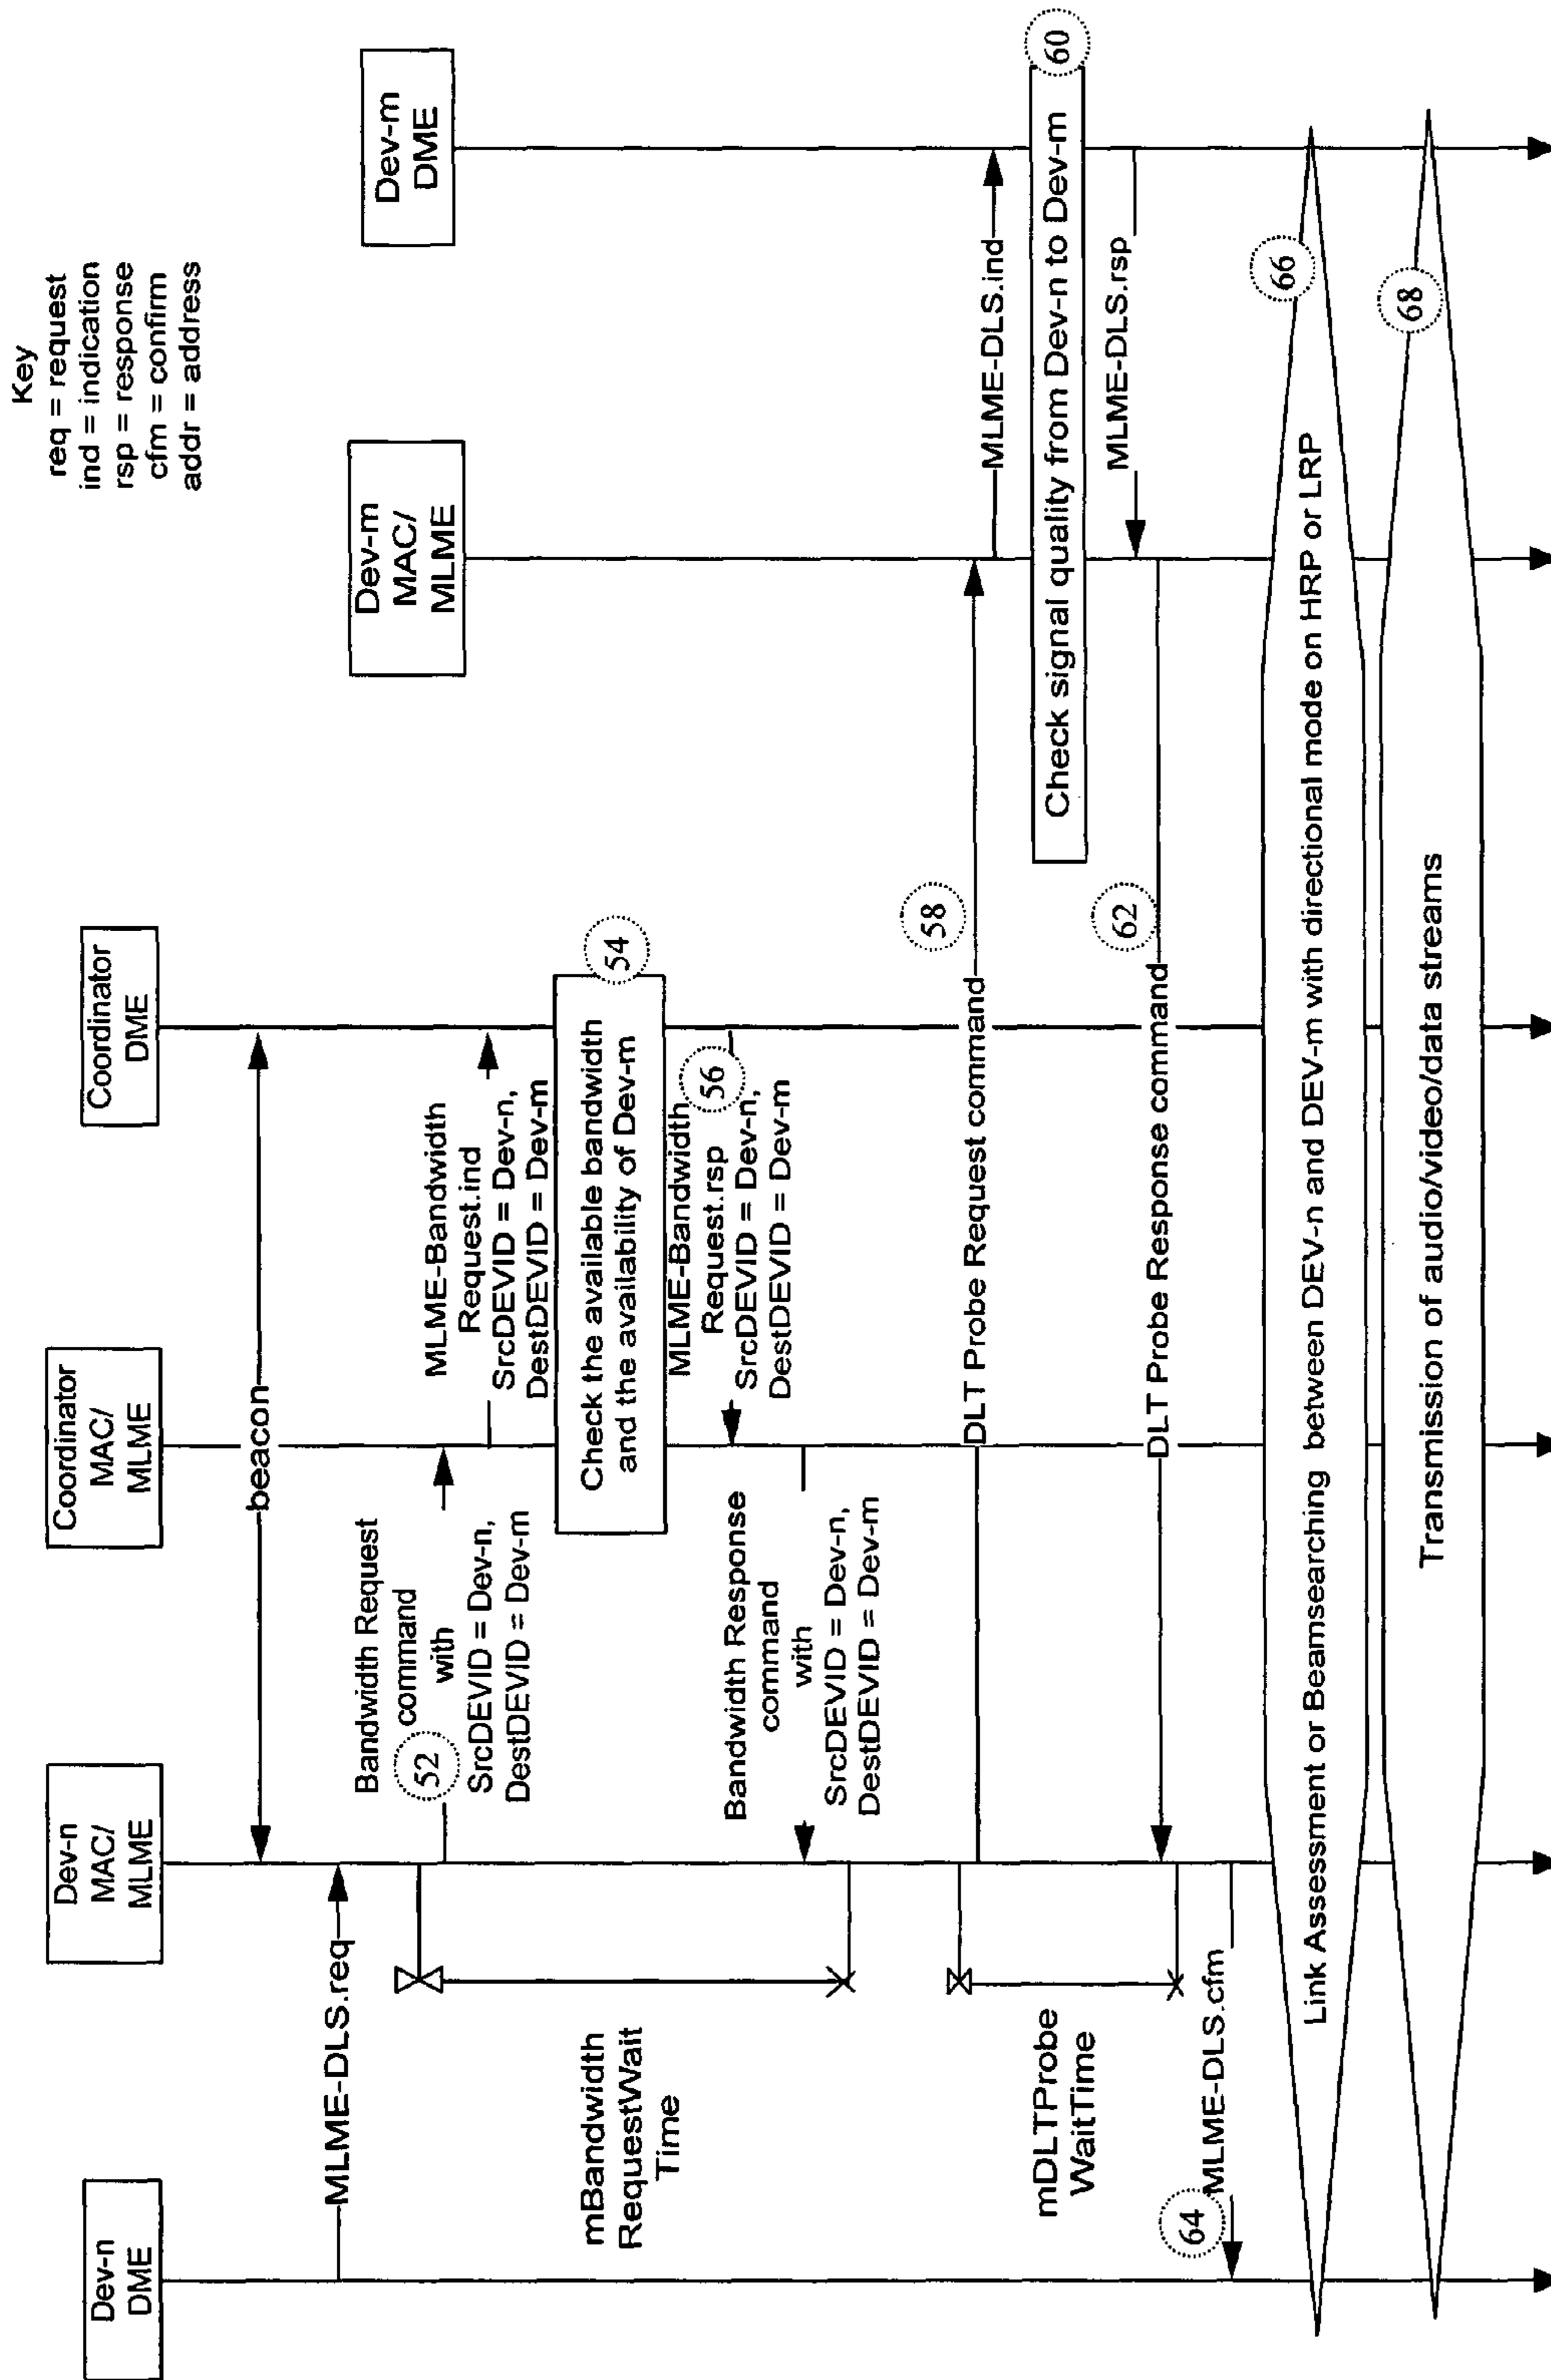 Key
req = request
ind = indication
rsp = response
cfm = confirm
addr = address
Dev-n
DME
Dev-n
MAC/
MLME
Coordinator
MAC/
MLME
Coordinator
DME
Dev-m
MAC/
MLME
Dev-m
DME
beacon
MLME-DLS.req
Bandwidth Request
command
52
with
SrcDEVID = Dev-n,
DestDEVID = Dev-m
MLME-Bandwidth
Request.ind
SrcDEVID = Dev-n,
DestDEVID = Dev-m
54
Check the available bandwidth
and the availability of Dev-m
MLME-Bandwidth
56
Request.rsp
SrcDEVID = Dev-n,
DestDEVID = Dev-m
Bandwidth Response
command
with
SrcDEVID = Dev-n,
DestDEVID = Dev-m
mBandwidth
RequestWait
Time
58
DLT Probe Request command
MLME-DLS.ind
60
Check signal quality from Dev-n to Dev-m
MLME-DLS.rsp
62
DLT Probe Response command
mDLTProbe
WaitTime
64
MLME-DLS.cfm
66
Link Assessment or Beamsearching between DEV-n and DEV-m with directional mode on HRP or LRP
68
Transmission of audio/video/data streams